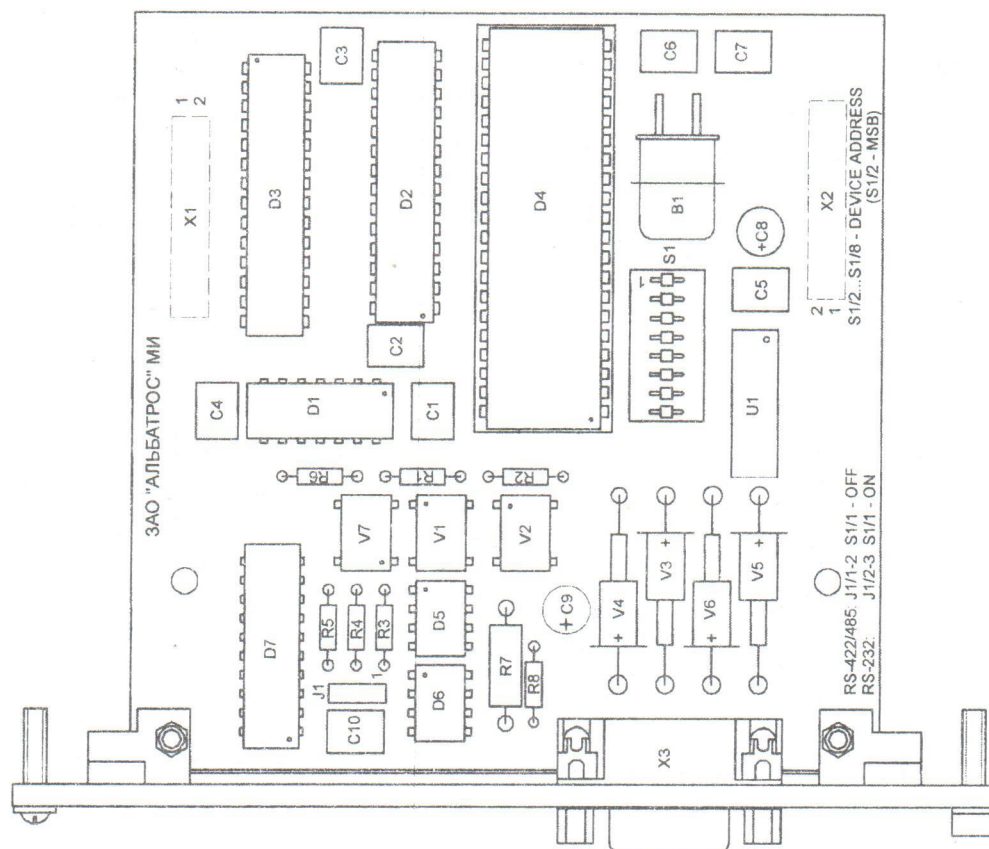 C3
C6
C7
1
2
X1
D3
D2
D4
B1
X2
+C8
S1
1
C5
2
1
S1/2...S1/8 - DEVICE ADDRESS
(S1/2 - MSB)
C2
C4
D1
C1
U1
ЗАО "АЛЬБАТРОС" МИ
R6
R1
R2
V7
V1
V2
V3
+
V5
+
V4
+
V6
+
+C9
D7
R5
R4
R3
D5
J1
1
D6
R7
R8
C10
RS-422/485: J1/1-2 S1/1 - OFF
RS-232: J1/2-3 S1/1 - ON
X3